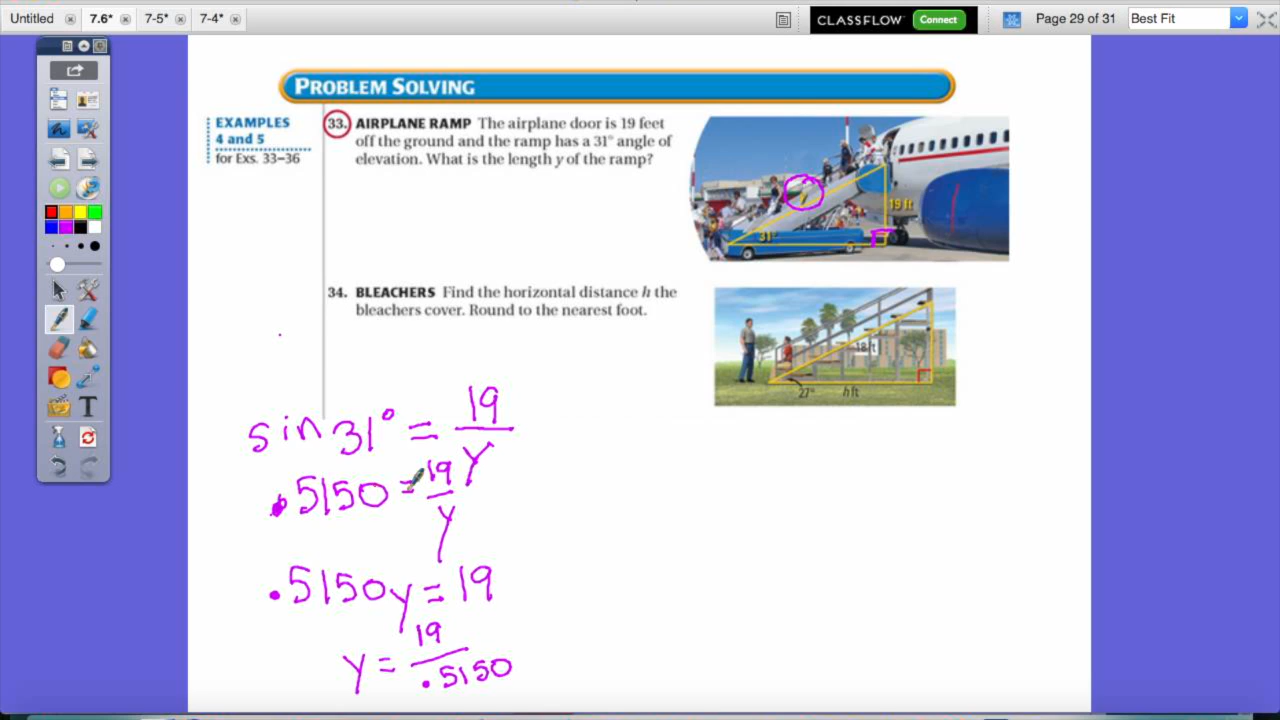 Untitled 7.6* 7-5* 7-4* CLASSFLOW Connect Page 29 of 31 Best Fit
PROBLEM SOLVING
EXAMPLES
4 and 5
for Exs. 33–36
33. AIRPLANE RAMP The airplane door is 19 feet
off the ground and the ramp has a 31° angle of
elevation. What is the length y of the ramp?
19 ft
31°
34. BLEACHERS Find the horizontal distance h the
bleachers cover. Round to the nearest foot.
18 ft
27° h ft
sin 31° = 19/y
.5150 = 19/y
.5150y = 19
y = 19/.5150
T